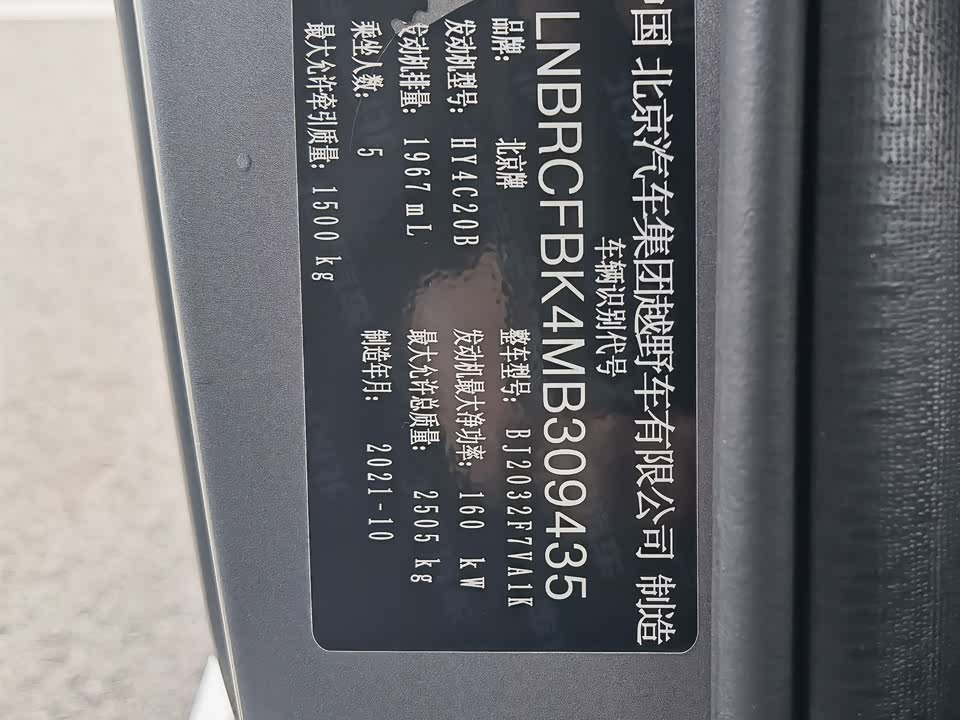 中国 北京汽车集团越野车有限公司 制造
车辆识别代号
LNBRCFBK4MB309435
品牌: 北京牌 整车型号: BJ2032F7VA1K
发动机型号: HY4C20B 发动机最大净功率: 160 kW
发动机排量: 1967 mL 最大允许总质量: 2505 kg
乘坐人数: 5 制造年月: 2021-10
最大允许牵引质量: 1500 kg